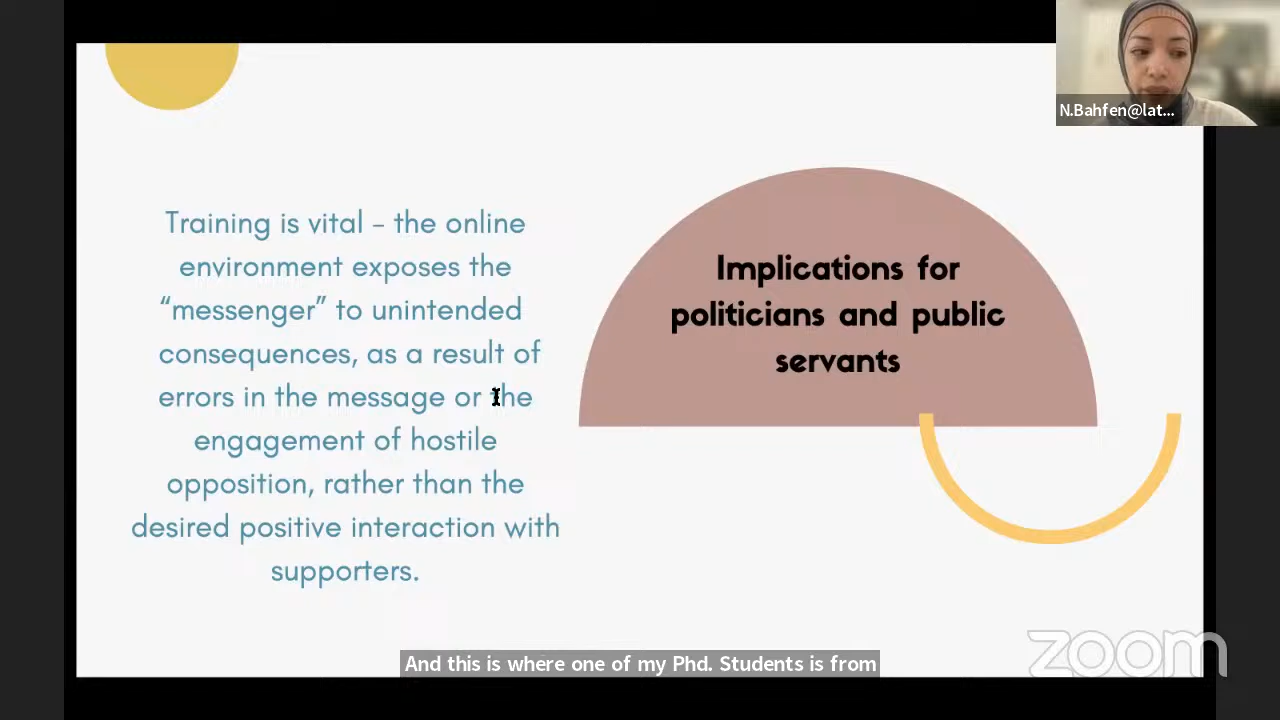 N.Bahfen@lat...
Training is vital – the online
environment exposes the
“messenger” to unintended
consequences, as a result of
errors in the message or the
engagement of hostile
opposition, rather than the
desired positive interaction with
supporters.
Implications for
politicians and public
servants
And this is where one of my Phd. Students is from
zoom